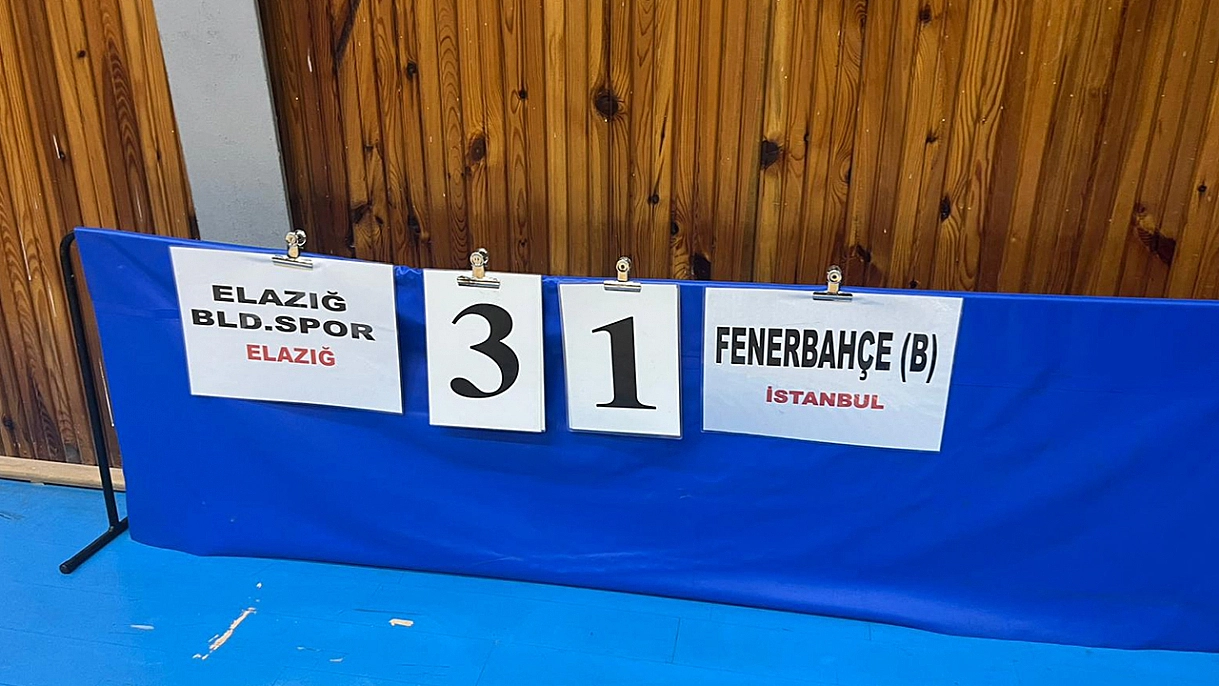 ELAZIĞ
BLD.SPOR
ELAZIĞ
3
1
FENERBAHÇE (B)
İSTANBUL